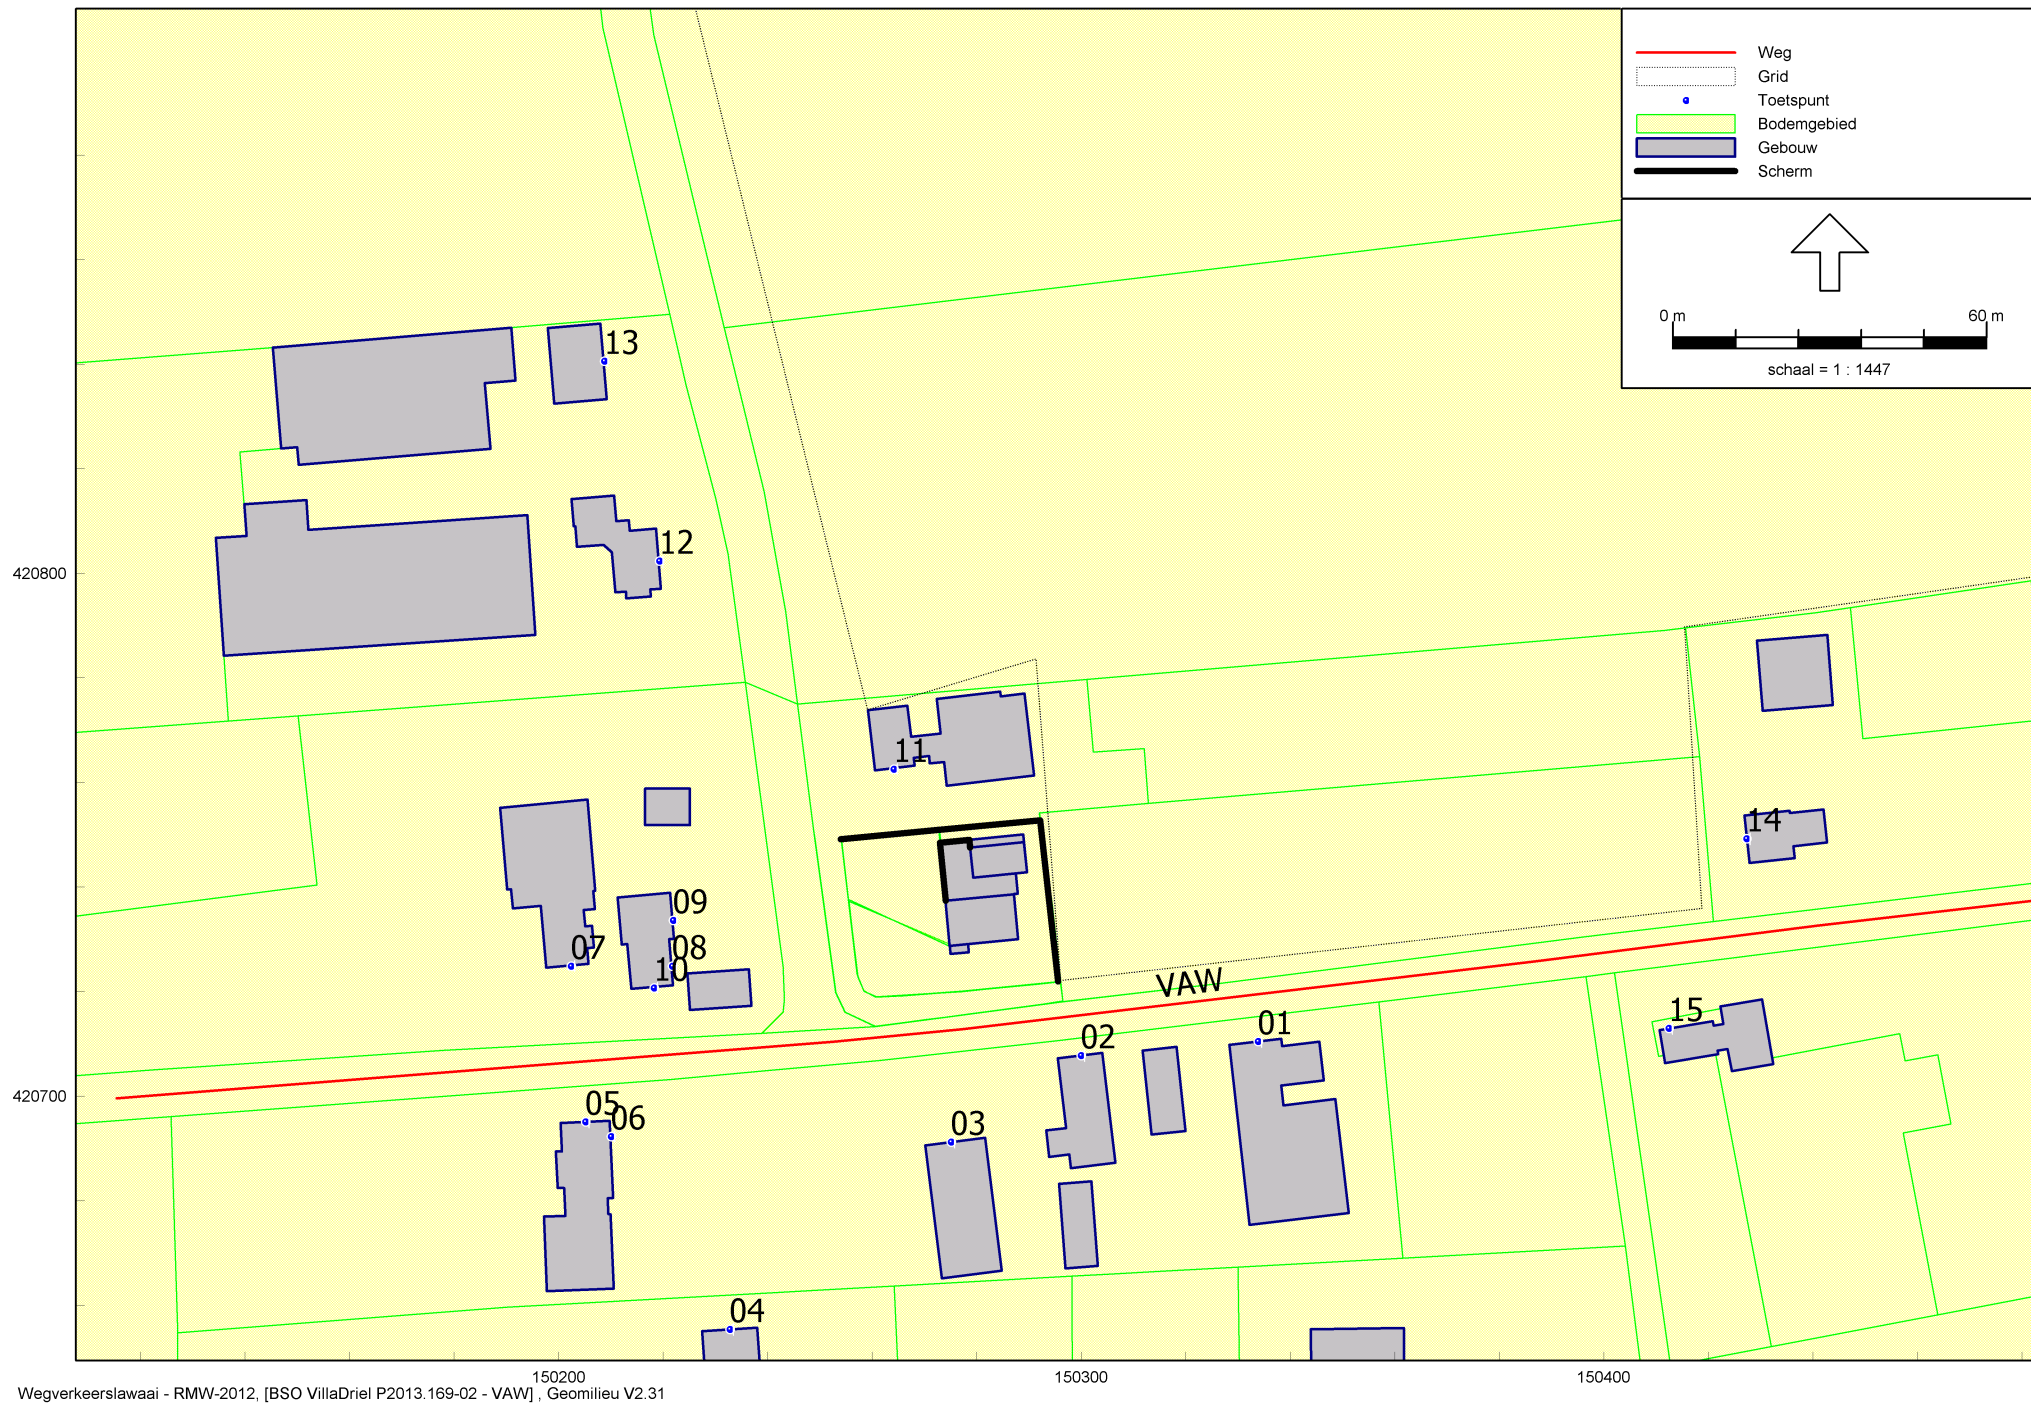 Weg
Grid
Toetspunt
Bodemgebied
Gebouw
Scherm
0 m 60 m
schaal = 1 : 1447
13
12
420800
11
14
09
07
08
10
VAW
15
01
02
420700
05
06
03
04
150200 150300 150400
Wegverkeerslawaai - RMW-2012, [BSO VillaDriel P2013.169-02 - VAW] , Geomilieu V2.31